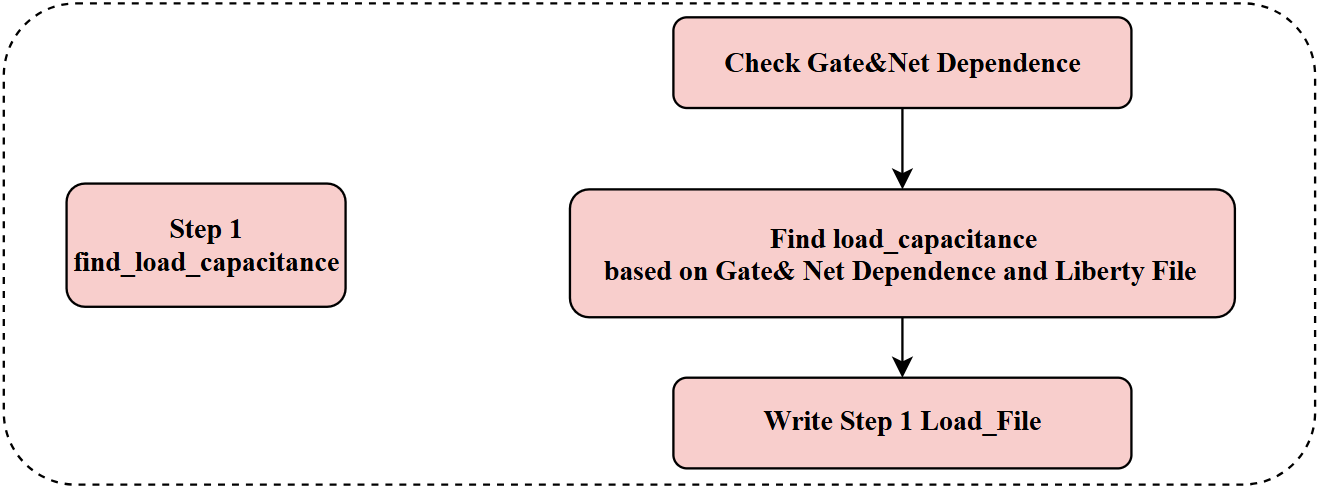 Check Gate&Net Dependence
Step 1
find_load_capacitance
Find load_capacitance
based on Gate& Net Dependence and Liberty File
Write Step 1 Load_File